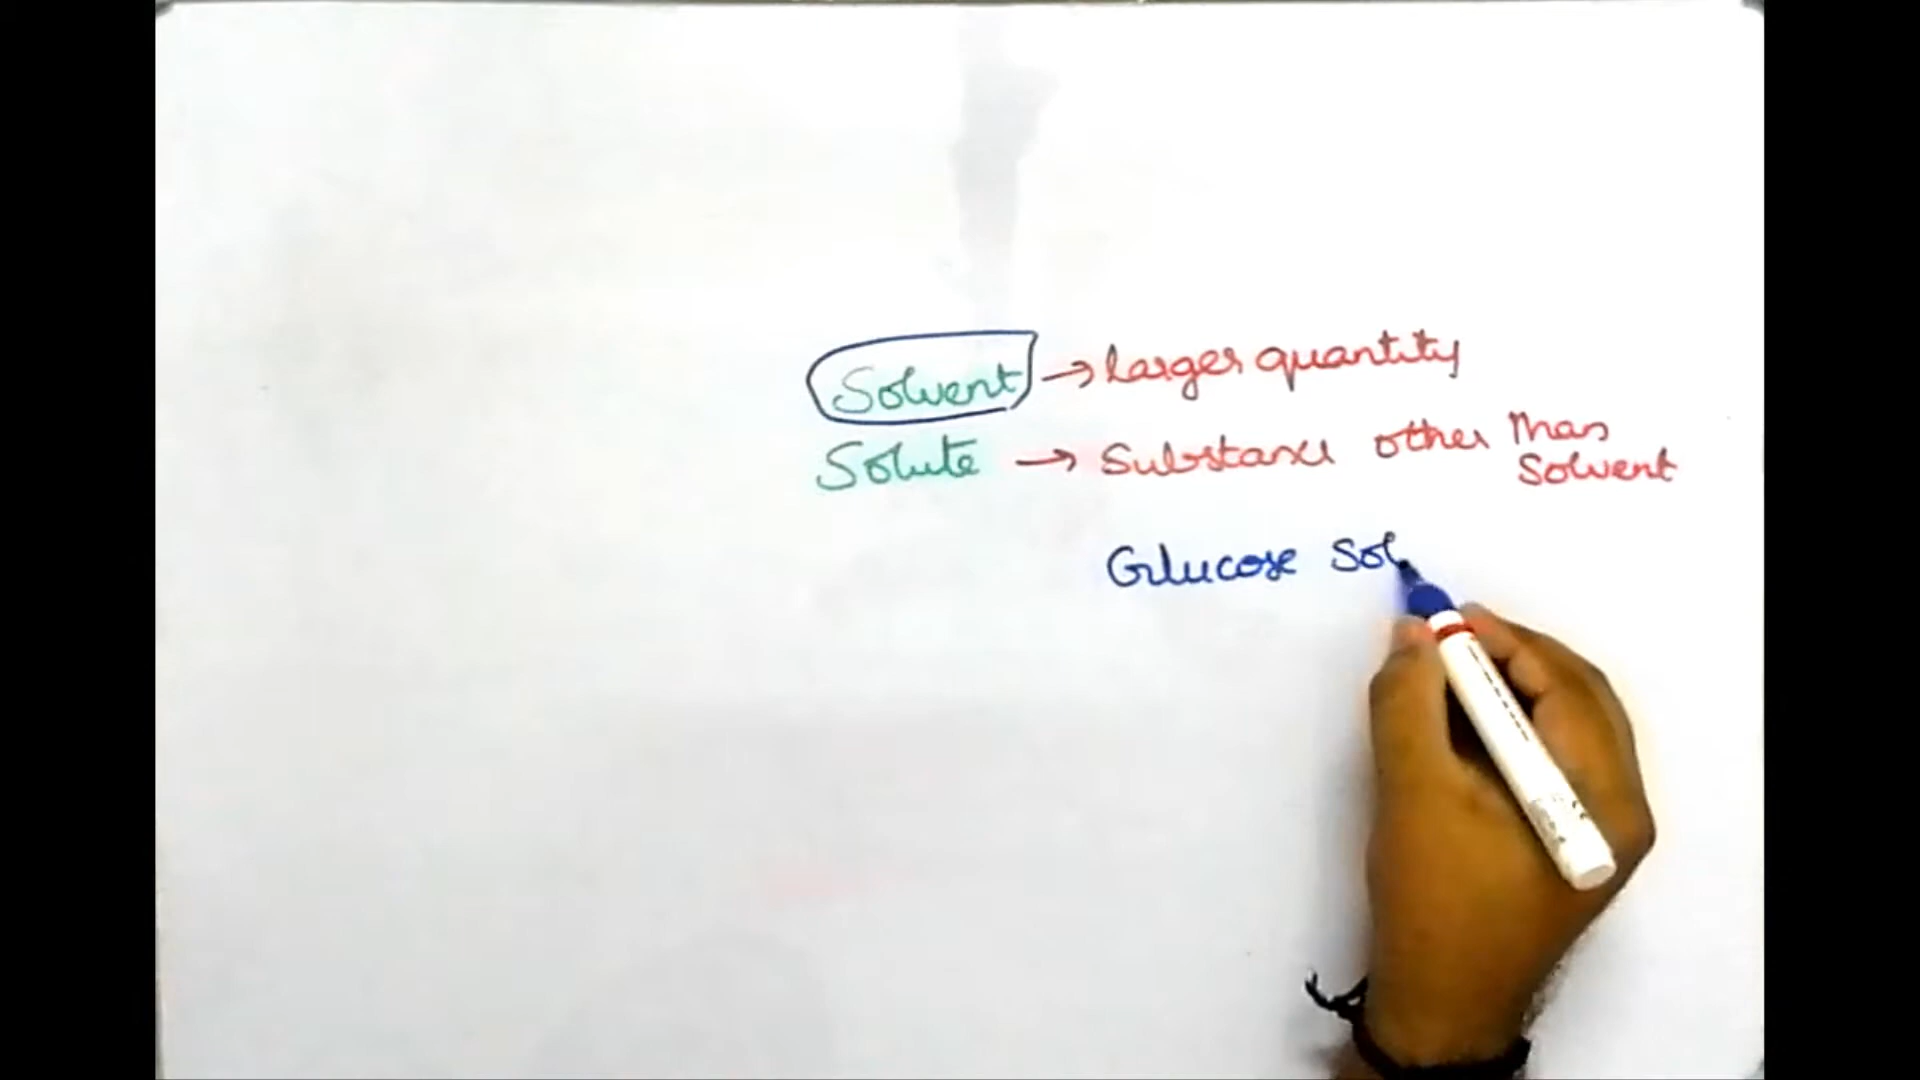 Solvent → Larger quantity
Solute → Substance other than
Solvent
Glucose Sol